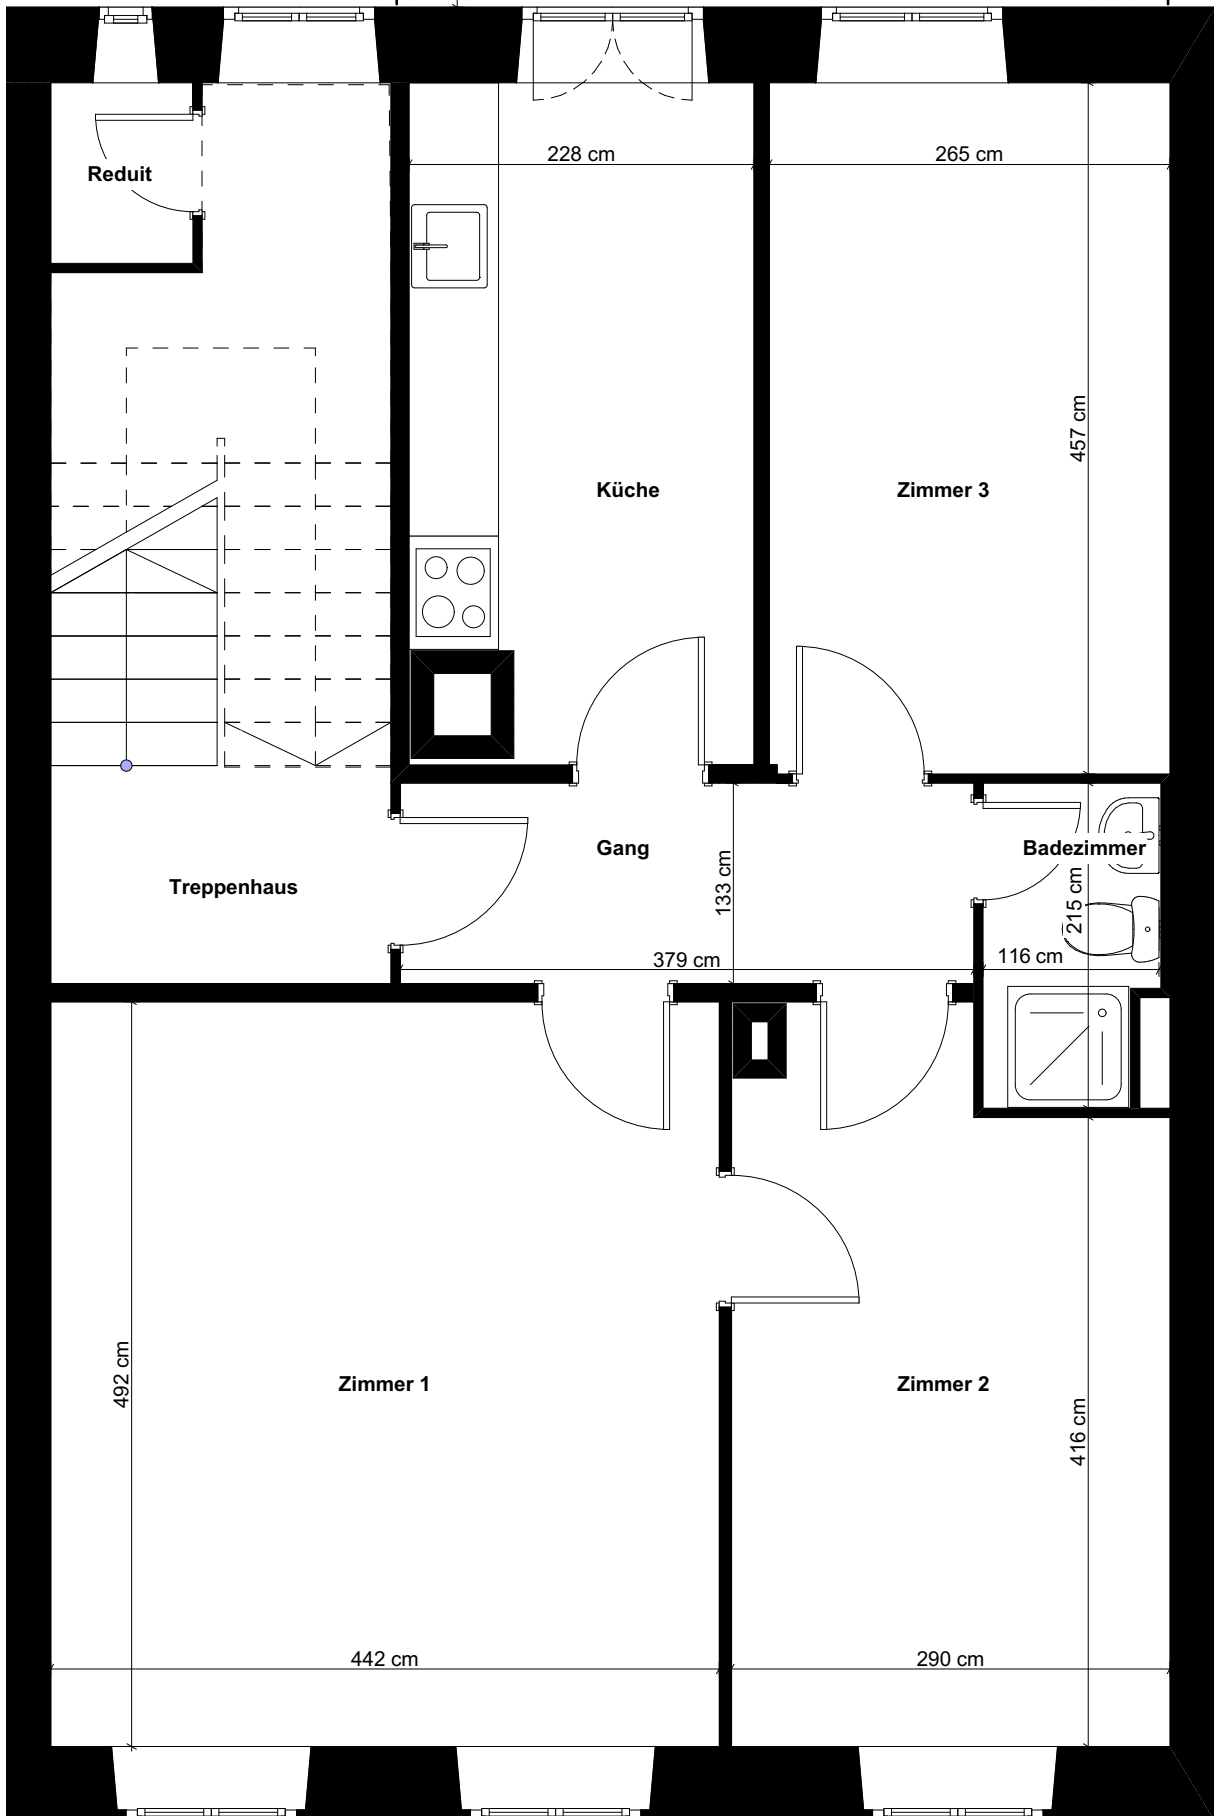 228 cm
265 cm
Reduit
457 cm
Küche
Zimmer 3
Gang
Badezimmer
Treppenhaus
133 cm
215 cm
379 cm
116 cm
492 cm
Zimmer 1
Zimmer 2
416 cm
442 cm
290 cm